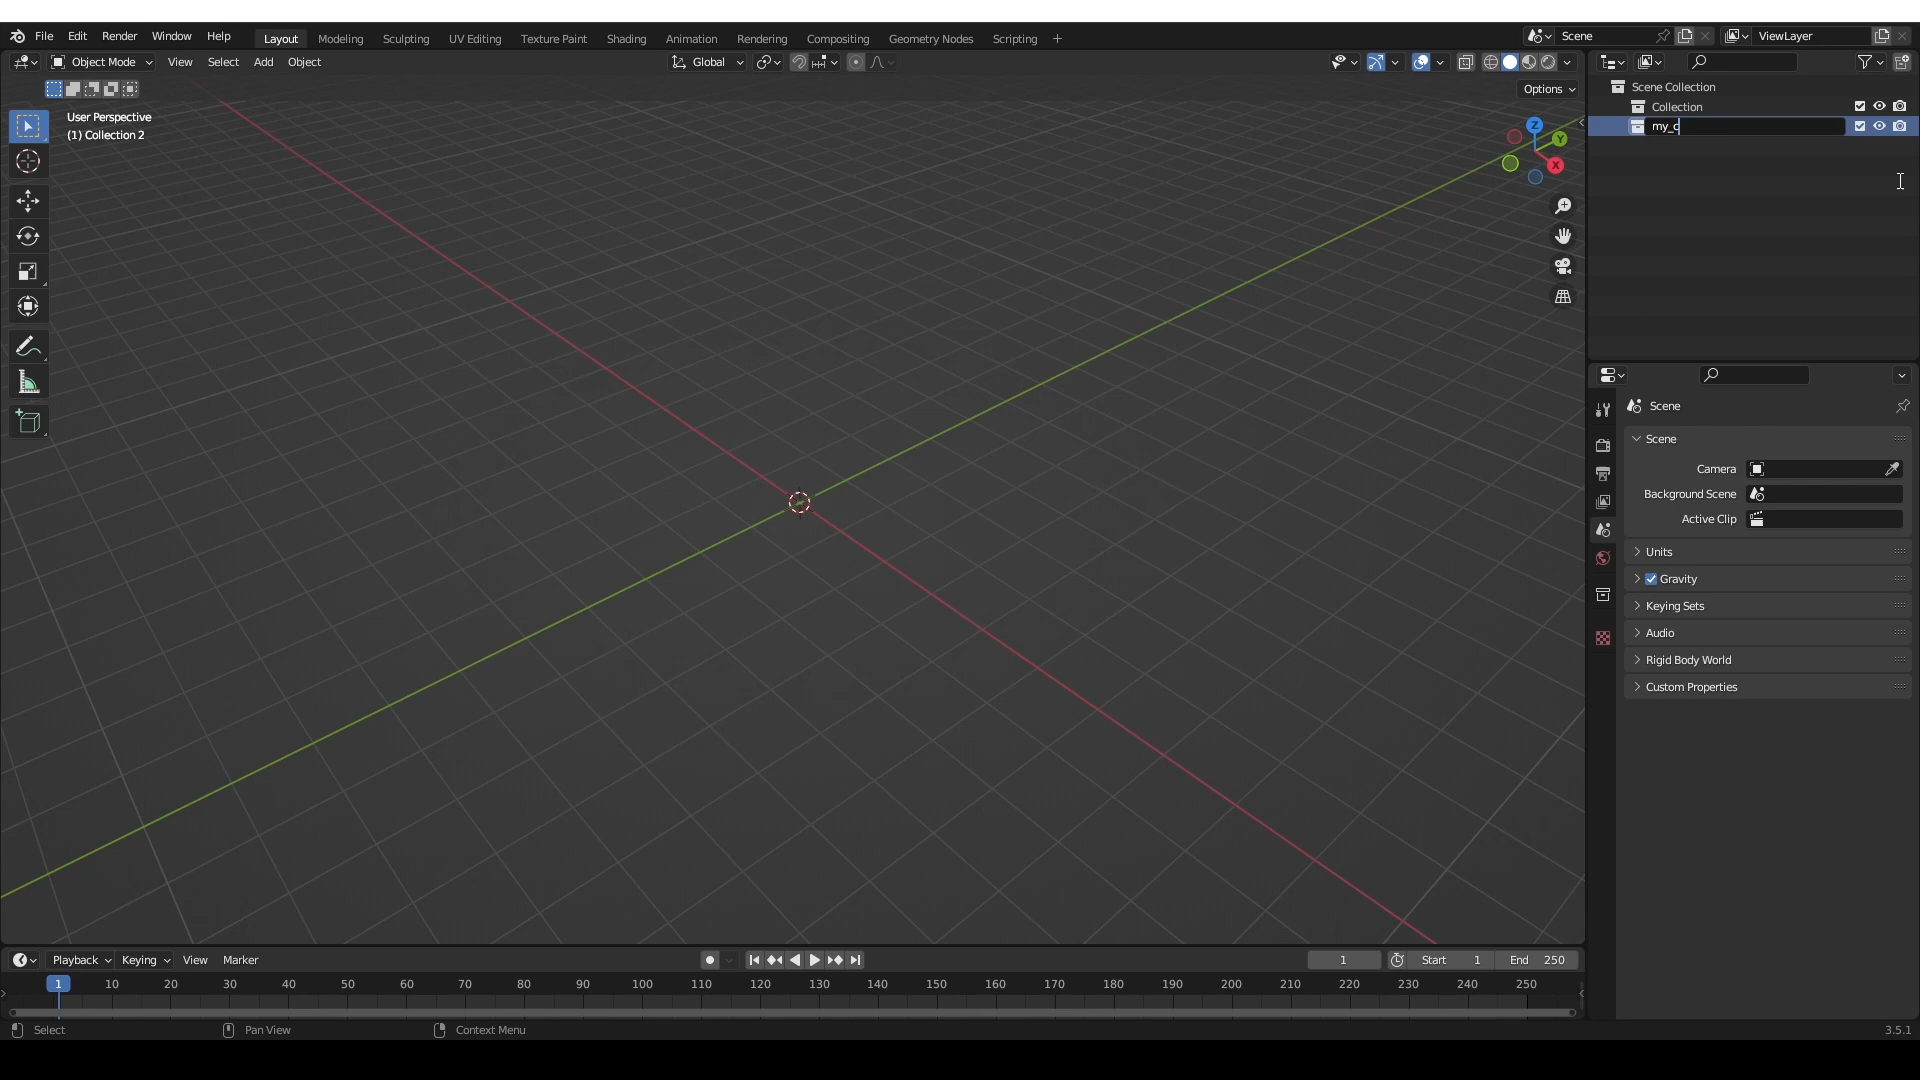 File Edit Render Window Help Layout Modeling Sculpting UV Editing Texture Paint Shading Animation Rendering Compositing Geometry Nodes Scripting + Scene ViewLayer
Object Mode View Select Add Object Global
Options
User Perspective
(1) Collection 2
Z
Y
X
Scene Collection
Collection
my_c
Scene
Scene
Camera
Background Scene
Active Clip
Units
Gravity
Keying Sets
Audio
Rigid Body World
Custom Properties
Playback Keying View Marker 1 Start 1 End 250
1 10 20 30 40 50 60 70 80 90 100 110 120 130 140 150 160 170 180 190 200 210 220 230 240 250
Select Pan View Context Menu 3.5.1